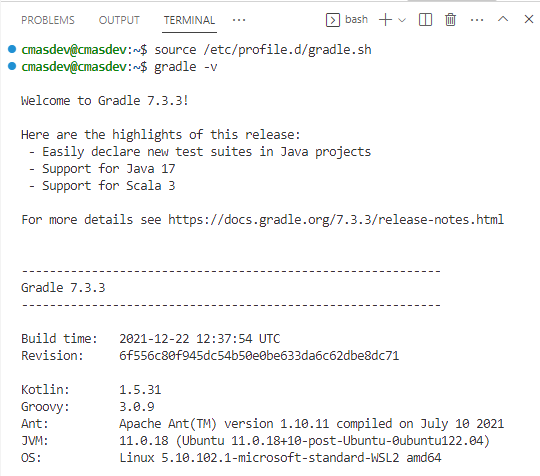 PROBLEMS OUTPUT TERMINAL ··· bash
cmasdev@cmasdev:~$ source /etc/profile.d/gradle.sh
cmasdev@cmasdev:~$ gradle -v
Welcome to Gradle 7.3.3!
Here are the highlights of this release:
- Easily declare new test suites in Java projects
- Support for Java 17
- Support for Scala 3
For more details see https://docs.gradle.org/7.3.3/release-notes.html
------------------------------------------------------------
Gradle 7.3.3
------------------------------------------------------------
Build time: 2021-12-22 12:37:54 UTC
Revision: 6f556c80f945dc54b50e0be633da6c62dbe8dc71
Kotlin: 1.5.31
Groovy: 3.0.9
Ant: Apache Ant(TM) version 1.10.11 compiled on July 10 2021
JVM: 11.0.18 (Ubuntu 11.0.18+10-post-Ubuntu-0ubuntu122.04)
OS: Linux 5.10.102.1-microsoft-standard-WSL2 amd64